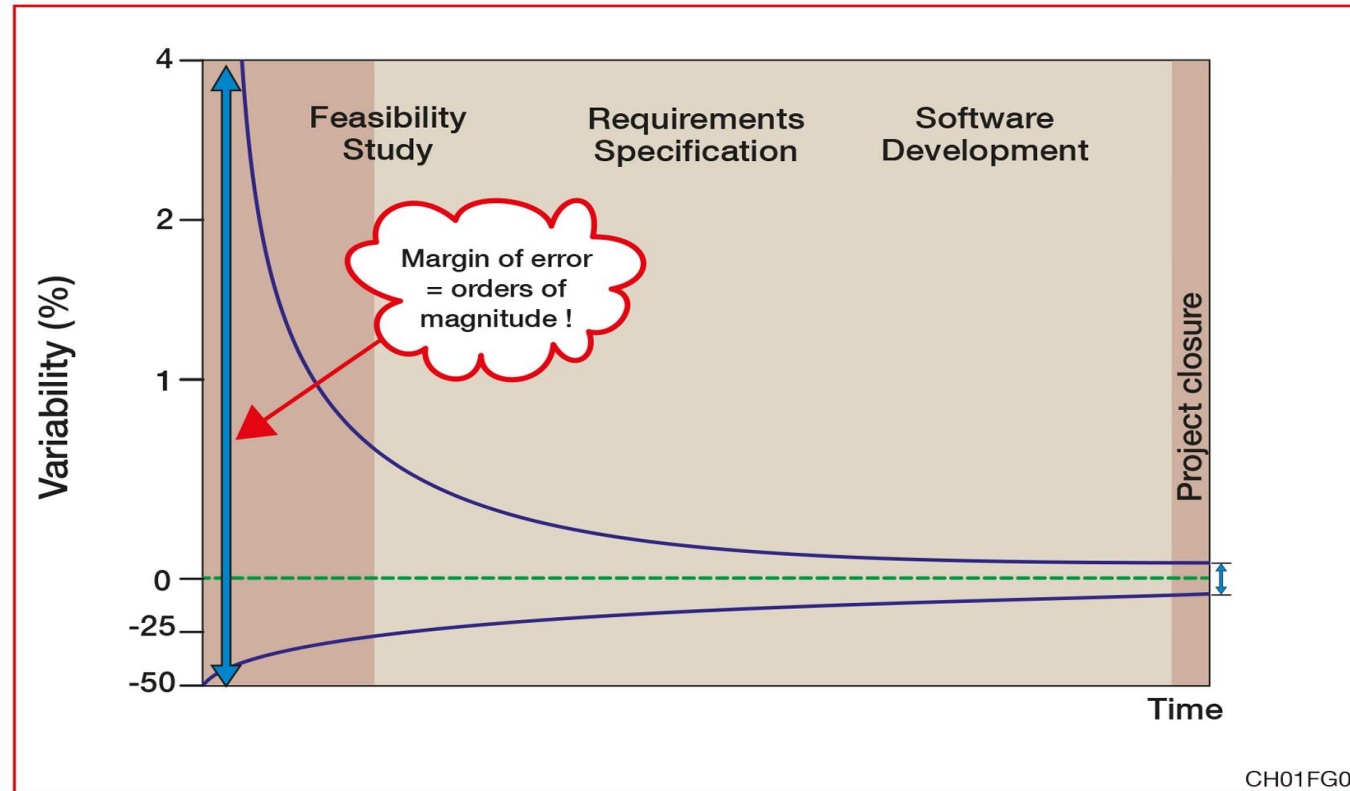 4
Feasibility
Study
Requirements
Specification
Software
Development
2
Margin of error
= orders of
magnitude !
Variability (%)
1
Project closure
0
-25
-50
Time
CH01FG0